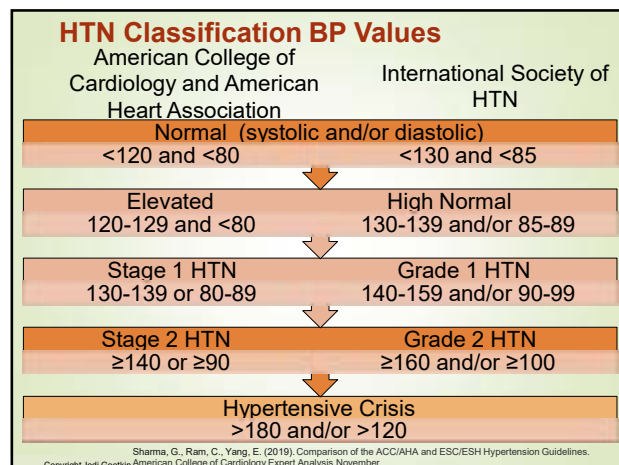 HTN Classification BP Values
American College of
Cardiology and American
Heart Association
International Society of
HTN
Normal (systolic and/or diastolic)
<120 and <80
<130 and <85
Elevated
High Normal
120-129 and <80
130-139 and/or 85-89
Stage 1 HTN
Grade 1 HTN
130-139 or 80-89
140-159 and/or 90-99
Stage 2 HTN
Grade 2 HTN
≥140 or ≥90
≥160 and/or ≥100
Hypertensive Crisis
>180 and/or >120
Sharma, G., Ram, C., Yang, E. (2019). Comparison of the ACC/AHA and ESC/ESH Hypertension Guidelines.
Copyright Jodi American College of Cardiology Expert Analysis November